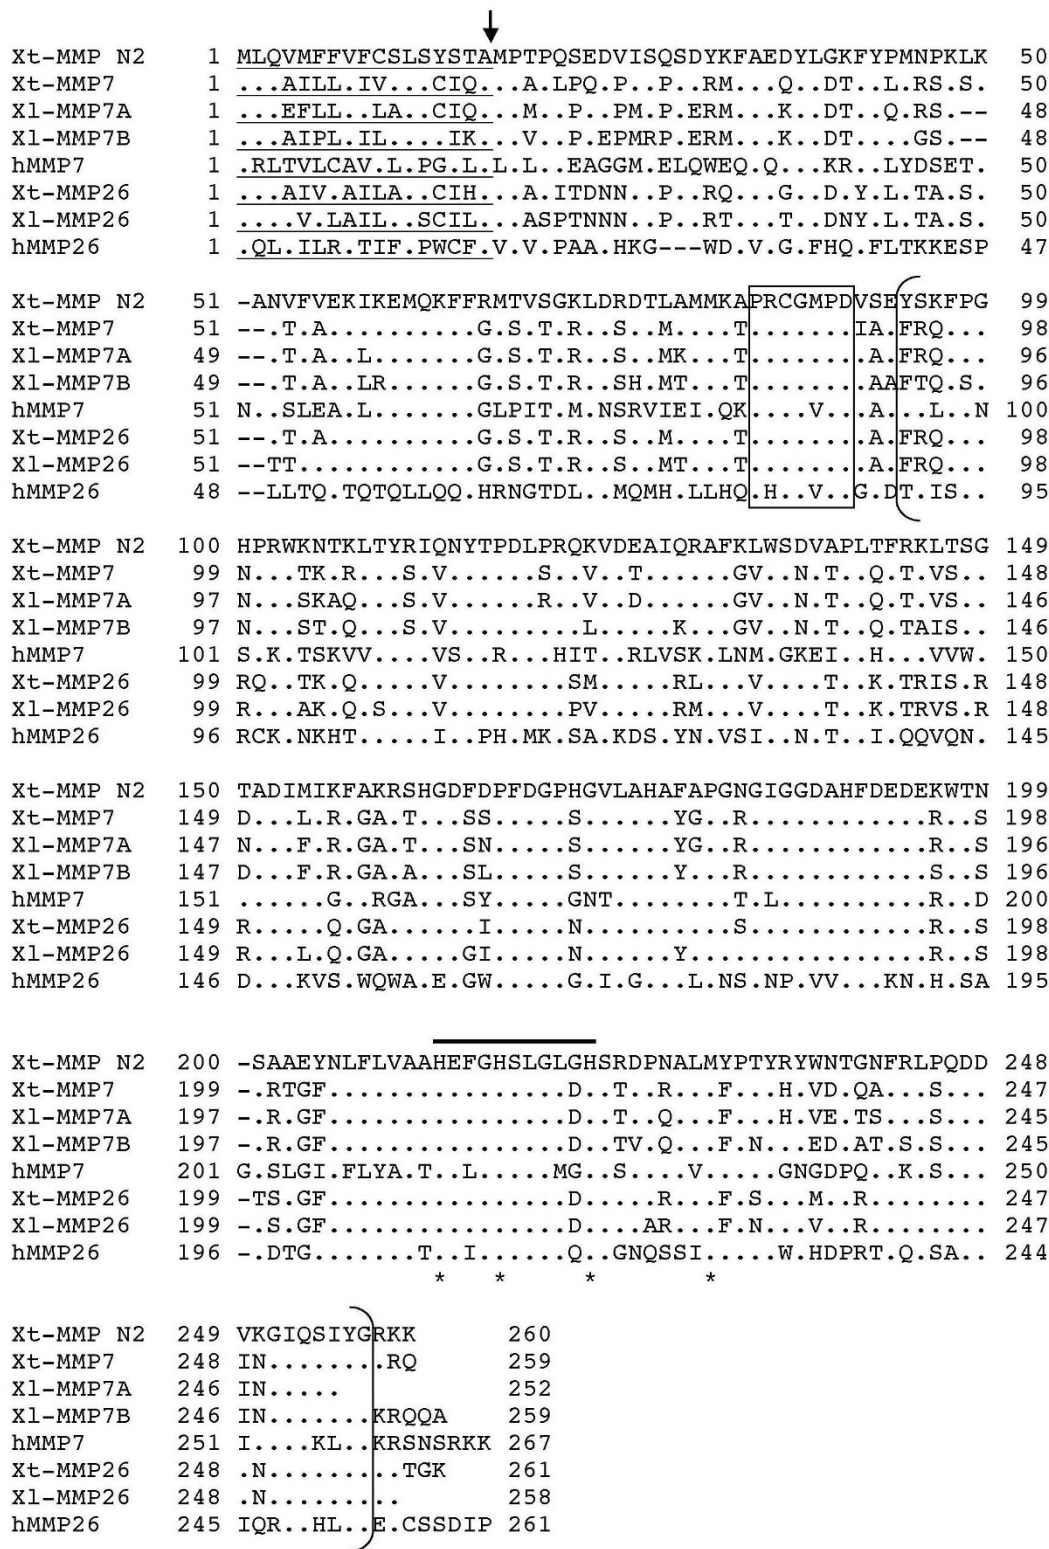 Xt-MMP N2 1 MLQVMFFVFCSLSYSTAMPTPQSEDVISQSDYKFAEDYLGKFYPMNPKLK 50
Xt-MMP7 1 ...AILL.IV...CIQ...A.LPQ.P..P..RM...Q..DT..L.RS.S. 50
Xl-MMP7A 1 ...EFLL..LA..CIQ...M..P..PM.P.ERM...K..DT..Q.RS.-- 48
Xl-MMP7B 1 ...AIPL.IL....IK...V..P.EPMRP.ERM...K..DT....GS.-- 48
hMMP7 1 .RLTVLCAV.L.PG.L.L.L..EAGGM.ELQWEQ.Q..KR..LYDSET. 50
Xt-MMP26 1 ...AIV.AILA..CIH...A.ITDNN..P..RQ...G..D.Y.L.TA.S. 50
Xl-MMP26 1 ....V.LAIL..SCIL...ASPTNNN..P..RT...T..DNY.L.TA.S. 50
hMMP26 1 .QL.ILR.TIF.PWCF.V.V.PAA.HKG---WD.V.G.FHQ.FLTKKESP 47
Xt-MMP N2 51 -ANVFVEKIKEMQKFFRMTVSGKLDRDTLAMMKAPRCGMPDVSEYSKFPG 99
Xt-MMP7 51 --.T.A..........G.S.T.R..S..M....T.......IA.FRQ... 98
Xl-MMP7A 49 --.T.A..L.......G.S.T.R..S..MK...T........A.FRQ... 96
Xl-MMP7B 49 --.T.A..LR......G.S.T.R..SH.MT...T.......AAFTQ.S. 96
hMMP7 51 N..SLEA.L.......GLPIT.M.NSRVIEI.QK....V...A...L..N 100
Xt-MMP26 51 --.T.A..........G.S.T.R..S..M....T........A.FRQ... 98
Xl-MMP26 51 --TT............G.S.T.R..S..MT...T........A.FRQ... 98
hMMP26 48 --LLTQ.TQTQLLQQ.HRNGTDL..MQMH.LLHQ.H..V..G.DT.IS.. 95
Xt-MMP N2 100 HPRWKNTKLTYRIQNYTPDLPRQKVDEAIQRAFKLWSDVAPLTFRKLTSG 149
Xt-MMP7 99 N...TK.R...S.V......S..V..T......GV..N.T..Q.T.VS.. 148
Xl-MMP7A 97 N...SKAQ...S.V......R..V..D......GV..N.T..Q.T.VS.. 146
Xl-MMP7B 97 N...ST.Q...S.V.........L.....K...GV..N.T..Q.TAIS.. 146
hMMP7 101 S.K.TSKVV....VS..R...HIT..RLVSK.LNM.GKEI..H...VVW. 150
Xt-MMP26 99 RQ..TK.Q.....V........SM.....RL...V....T..K.TRIS.R 148
Xl-MMP26 99 R...AK.Q.S...V........PV.....RM...V....T..K.TRVS.R 148
hMMP26 96 RCK.NKHT.....I..PH.MK.SA.KDS.YN.VSI..N.T..I.QQVQN. 145
Xt-MMP N2 150 TADIMIKFAKRSHGDFDPFDGPHGVLAHAFAPGNGIGGDAHFDEDEKWTN 199
Xt-MMP7 149 D...L.R.GA.T...SS.....S......YG..R............R..S 198
Xl-MMP7A 147 N...F.R.GA.T...SN.....S......YG..R............R..S 196
Xl-MMP7B 147 D...F.R.GA.A...SL.....S......Y...R............S..S 196
hMMP7 151 ......G..RGA...SY.....GNT........T.L..........R..D 200
Xt-MMP26 149 R.....Q.GA.....I......N..........S............R..S 198
Xl-MMP26 149 R...L.Q.GA....GI......N......Y................R..S 198
hMMP26 146 D...KVS.WQWA.E.GW.....G.I.G...L.NS.NP.VV...KN.H.SA 195
Xt-MMP N2 200 -SAAEYNLFLVAAHEFGHSLGLGHSRDPNALMYPTYRYWNTGNFRLPQDD 248
Xt-MMP7 199 -.RTGF................D..T..R...F...H.VD.QA...S... 247
Xl-MMP7A 197 -.R.GF................D..T..Q...F...H.VE.TS...S... 245
Xl-MMP7B 197 -.R.GF................D..TV.Q...F.N...ED.AT.S.S... 245
hMMP7 201 G.SLGI.FLYA.T..L.....MG..S....V.....GNGDPQ..K.S... 250
Xt-MMP26 199 -TS.GF................D.....R...F.S...M..R........ 247
Xl-MMP26 199 -.S.GF................D....AR...F.N...V..R........ 247
hMMP26 196 -.DTG.......T..I.....Q..GNQSSI.....W.HDPRT.Q.SA.. 244
* * * *
Xt-MMP N2 249 VKGIQSIYGRKK 260
Xt-MMP7 248 IN........RQ 259
Xl-MMP7A 246 IN..... 252
Xl-MMP7B 246 IN.......KRQQA 259
hMMP7 251 I....KL..KRSNSRKK 267
Xt-MMP26 248 .N.........TGK 261
Xl-MMP26 248 .N......... 258
hMMP26 245 IQR..HL..E.CSSDIP 261